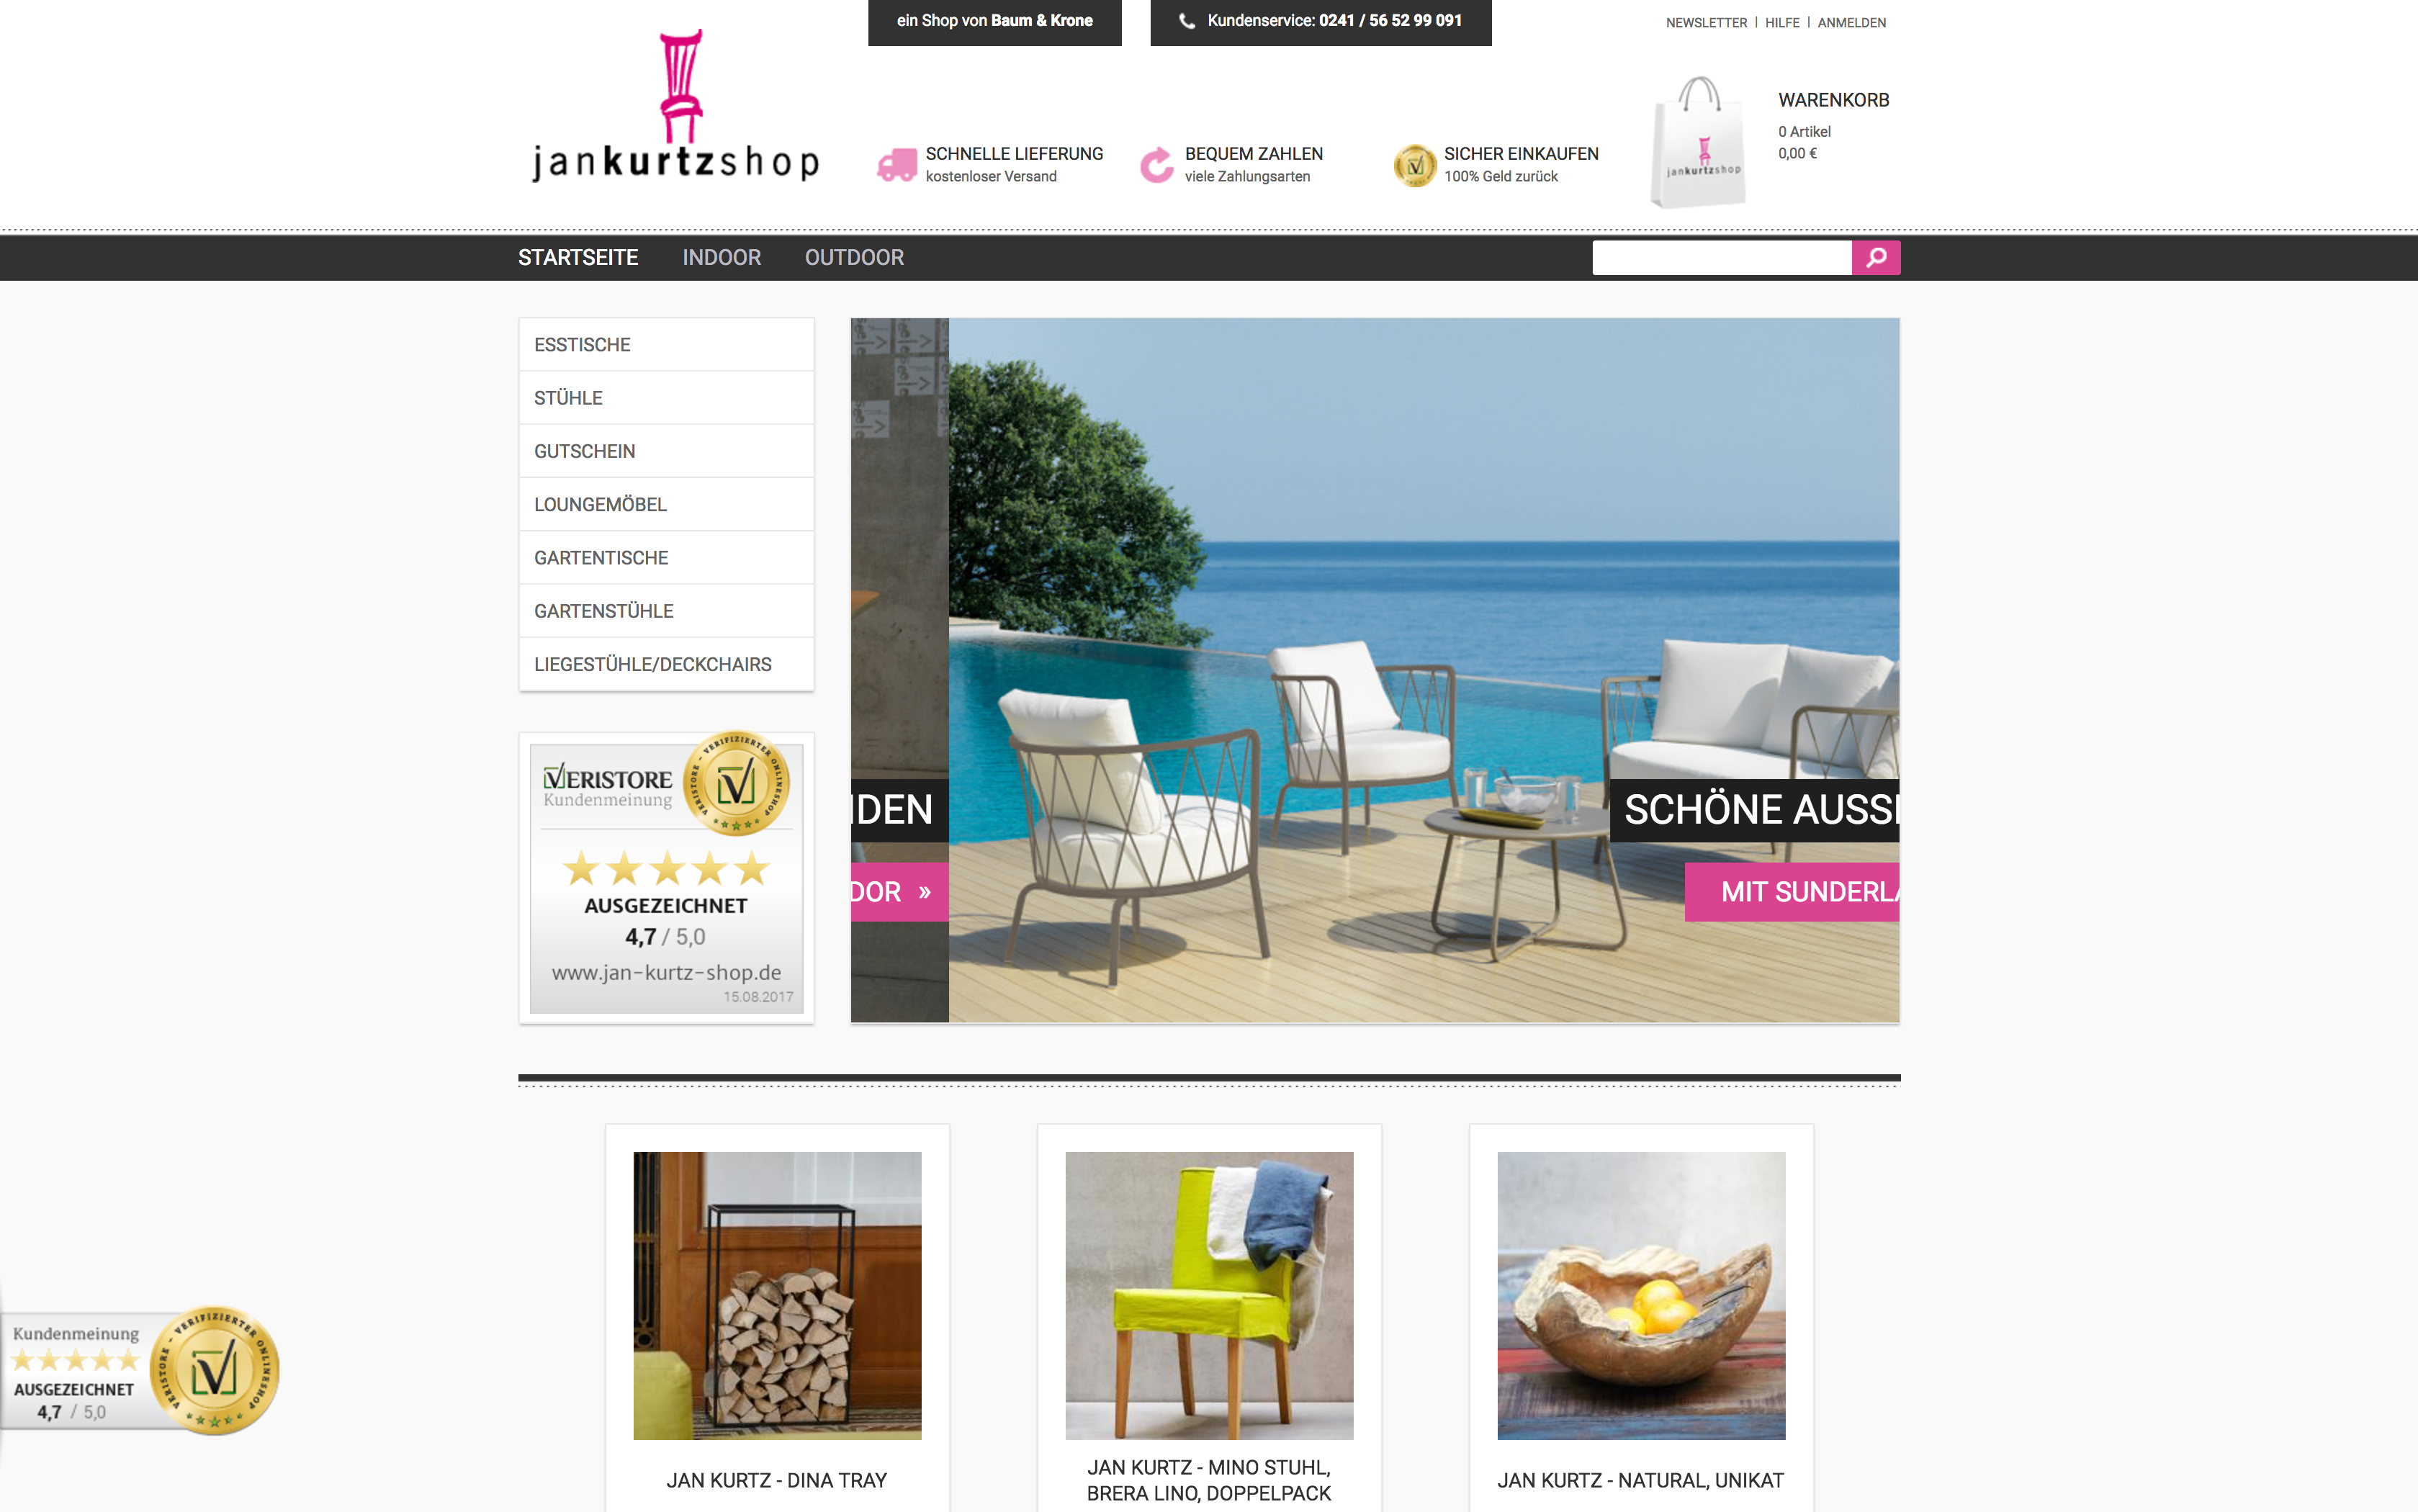 ein Shop von Baum & Krone
Kundenservice: 0241 / 56 52 99 091
NEWSLETTER | HILFE | ANMELDEN
jankurtzshop
SCHNELLE LIEFERUNG
kostenloser Versand
BEQUEM ZAHLEN
viele Zahlungsarten
SICHER EINKAUFEN
100% Geld zurück
jankurtzshop
WARENKORB
0 Artikel
0,00 €
STARTSEITE
INDOOR
OUTDOOR
ESSTISCHE
STÜHLE
GUTSCHEIN
LOUNGEMÖBEL
GARTENTISCHE
GARTENSTÜHLE
LIEGESTÜHLE/DECKCHAIRS
VERISTORE
Kundenmeinung
VERISTORE - VERIFIZIERTER ONLINESHOP
AUSGEZEICHNET
4,7 / 5,0
www.jan-kurtz-shop.de
15.08.2017
DEN
DOR »
SCHÖNE AUSS
MIT SUNDERLA
JAN KURTZ - DINA TRAY
JAN KURTZ - MINO STUHL,
BRERA LINO, DOPPELPACK
JAN KURTZ - NATURAL, UNIKAT
Kundenmeinung
AUSGEZEICHNET
4,7 / 5,0
VERISTORE - VERIFIZIERTER ONLINESHOP